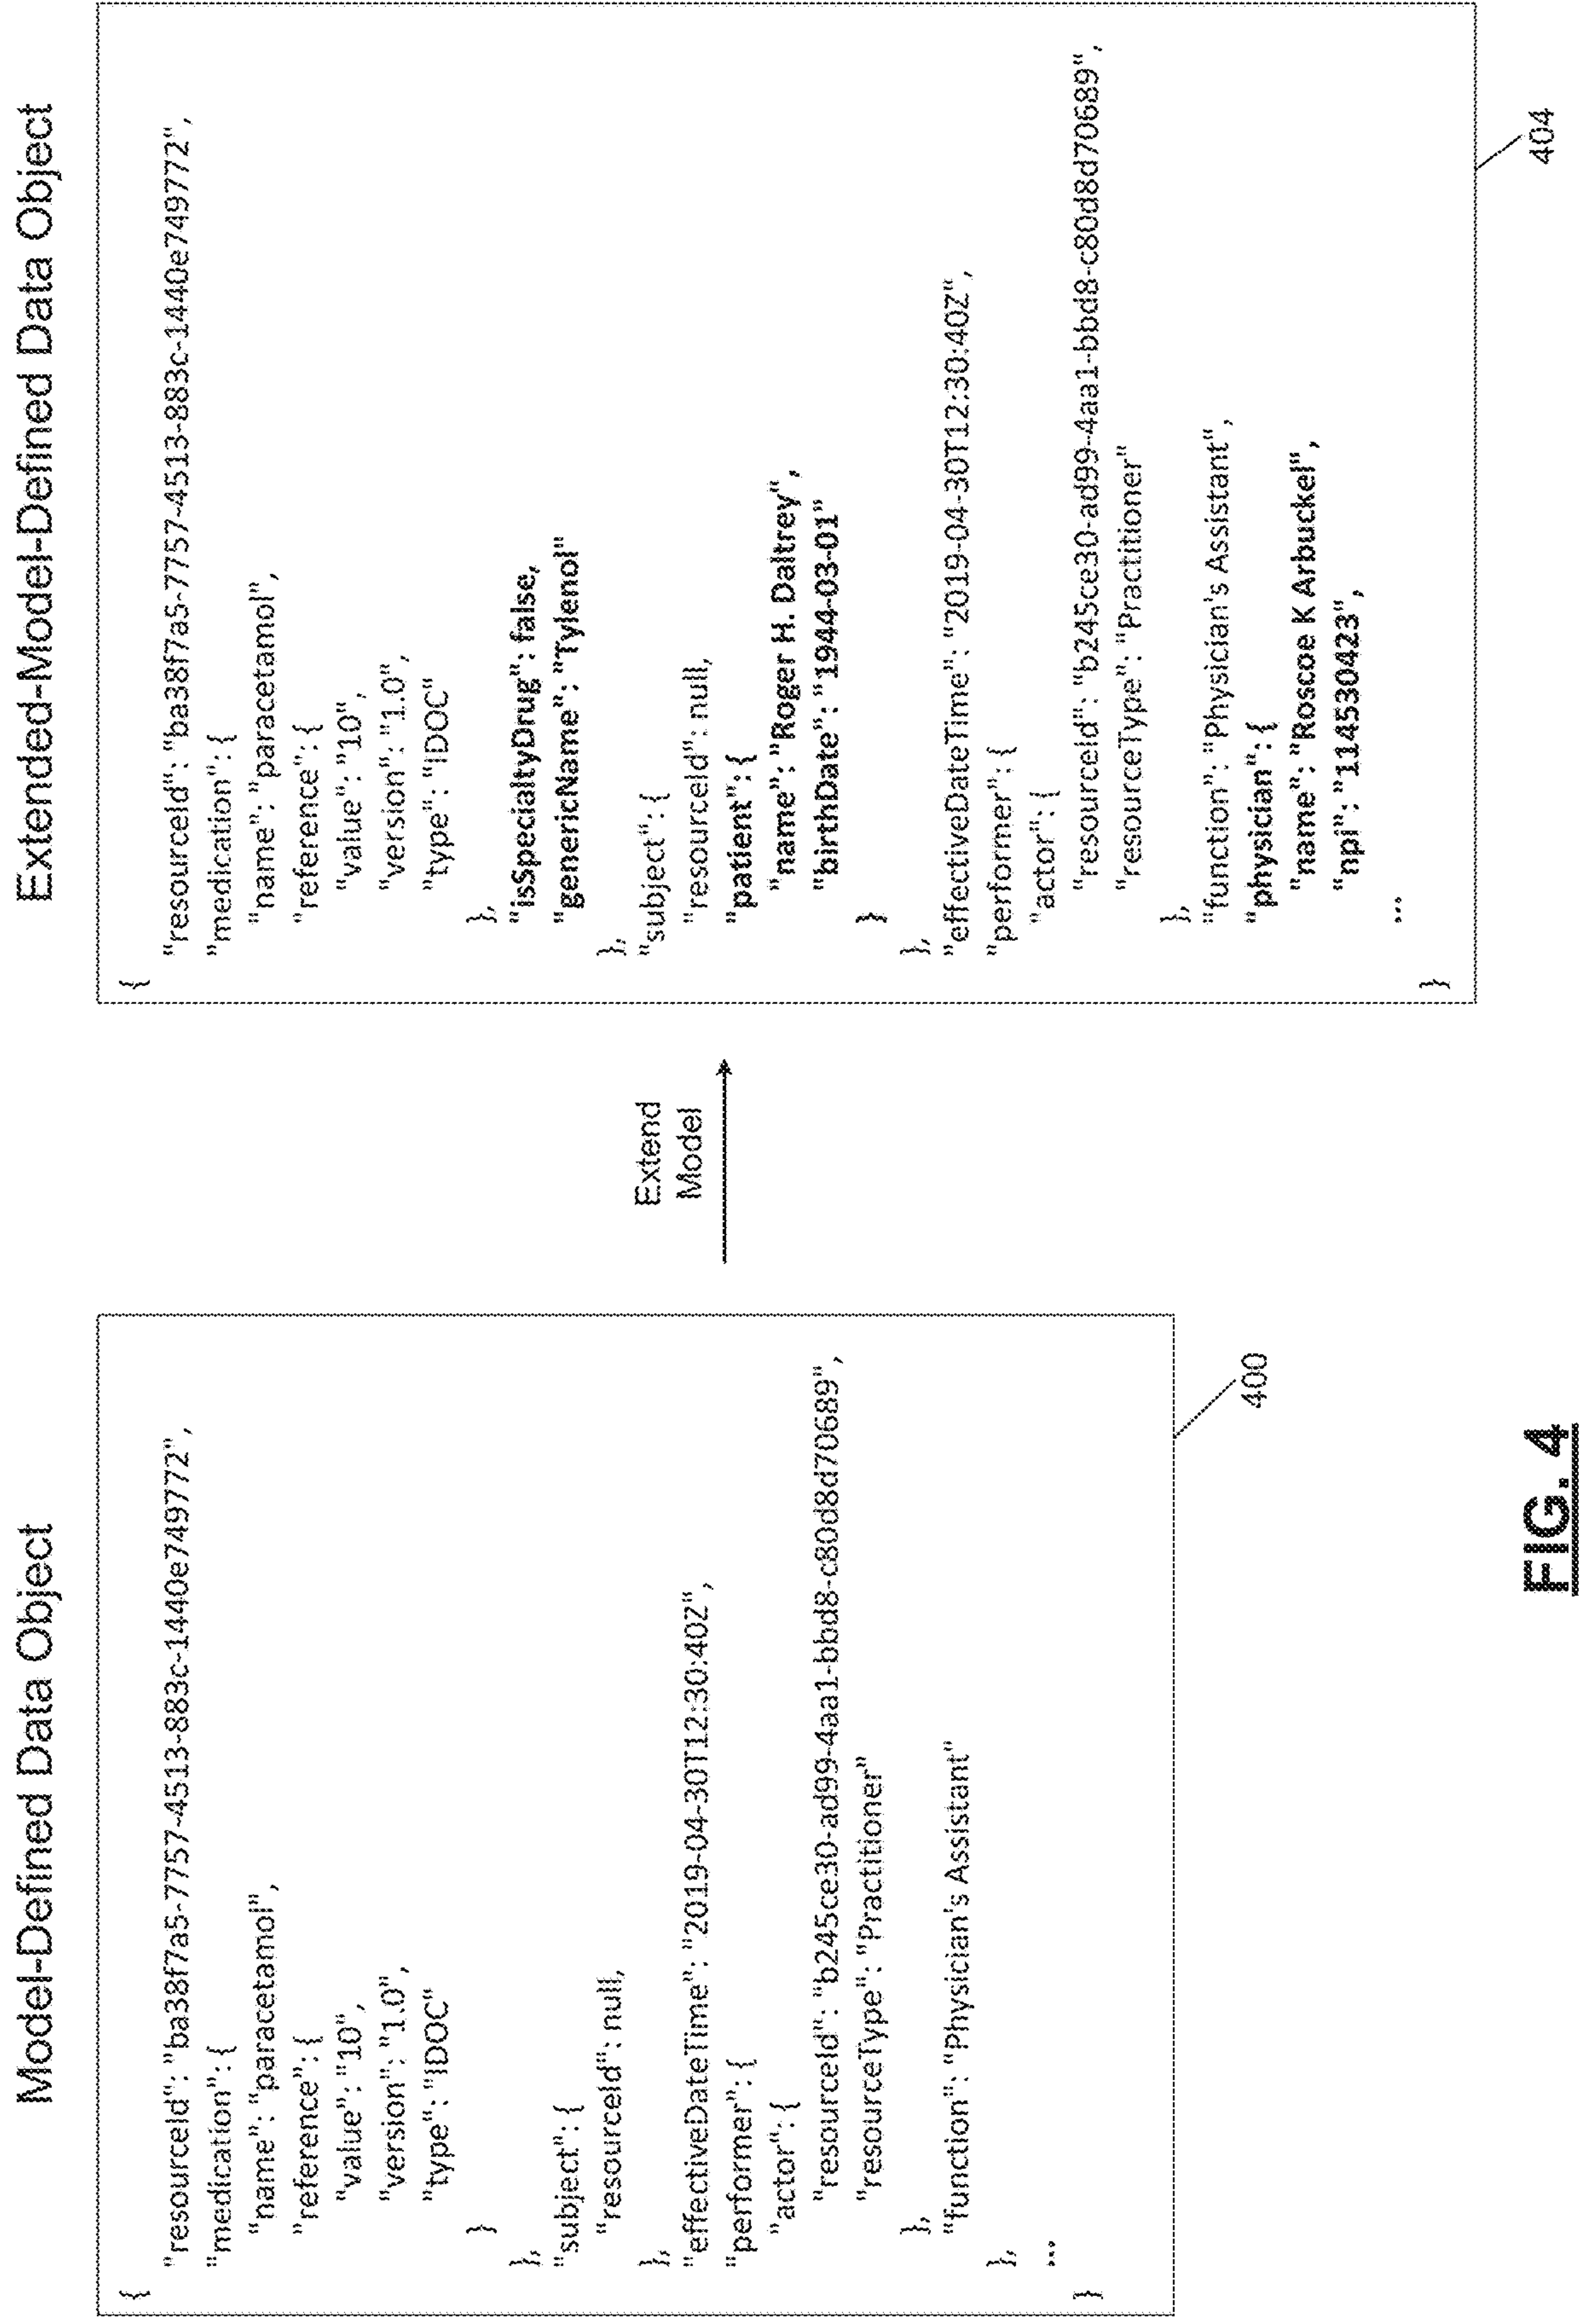 Model-Defined Data Object
{
"resourceId": "ba38f7a5-7757-4513-883c-1440e749772",
"medication": {
"name": "paracetamol",
"reference": {
"value": "10",
"version": "1.0",
"type": "IDOC"
}
},
"subject": {
"resourceId": null,
},
"effectiveDateTime": "2019-04-30T12:30:40Z",
"performer": {
"actor": {
"resourceId": "b245ce30-ad99-4aa1-bbd8-c80d8d70689",
"resourceType": "Practitioner"
},
"function": "Physician's Assistant"
},
...
}
400
Extend
Model
Extended-Model-Defined Data Object
{
"resourceId": "ba38f7a5-7757-4513-883c-1440e749772",
"medication": {
"name": "paracetamol",
"reference": {
"value": "10",
"version": "1.0",
"type": "IDOC"
},
"isSpecialtyDrug": false,
"genericName": "Tylenol"
},
"subject": {
"resourceId": null,
"patient": {
"name": "Roger H. Daltrey",
"birthDate": "1944-03-01"
}
},
"effectiveDateTime": "2019-04-30T12:30:40Z",
"performer": {
"actor": {
"resourceId": "b245ce30-ad99-4aa1-bbd8-c80d8d70689",
"resourceType": "Practitioner"
},
"function": "Physician's Assistant",
"physician": {
"name": "Roscoe K Arbuckel",
"npi": "114530423",
...
}
404
FIG. 4